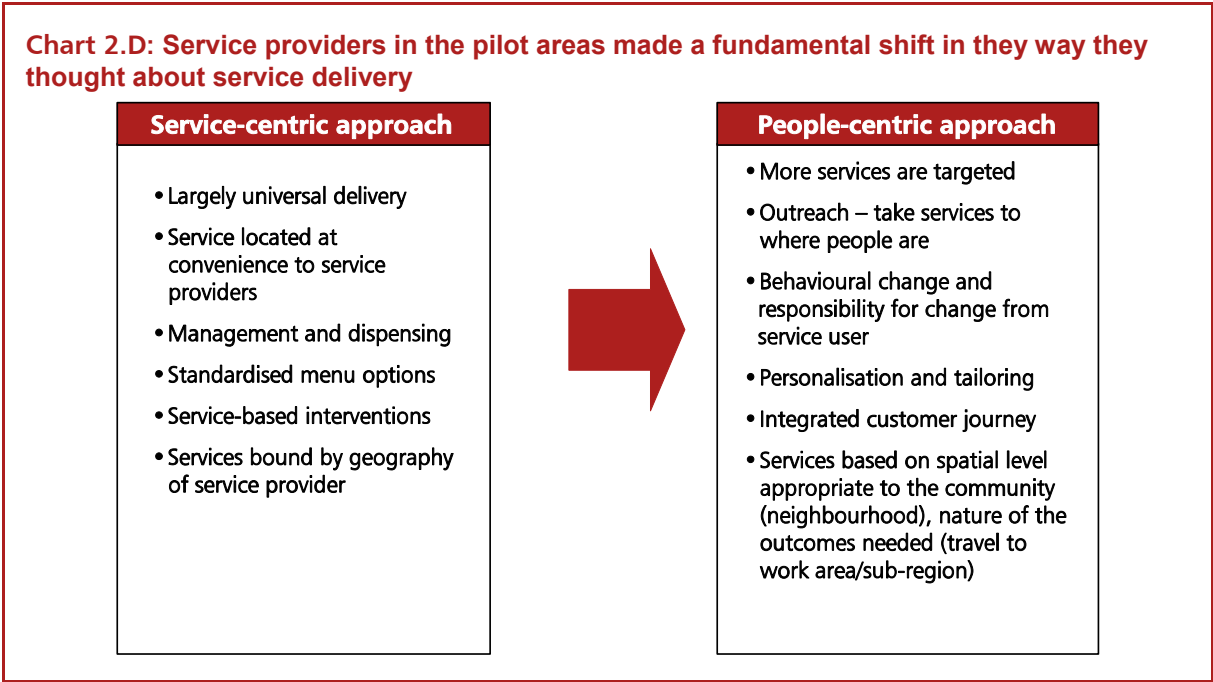 Chart 2.D: Service providers in the pilot areas made a fundamental shift in they way they
thought about service delivery
Service-centric approach
• Largely universal delivery
• Service located at
convenience to service
providers
• Management and dispensing
• Standardised menu options
• Service-based interventions
• Services bound by geography
of service provider
People-centric approach
• More services are targeted
• Outreach – take services to
where people are
• Behavioural change and
responsibility for change from
service user
• Personalisation and tailoring
• Integrated customer journey
• Services based on spatial level
appropriate to the community
(neighbourhood), nature of the
outcomes needed (travel to
work area/sub-region)